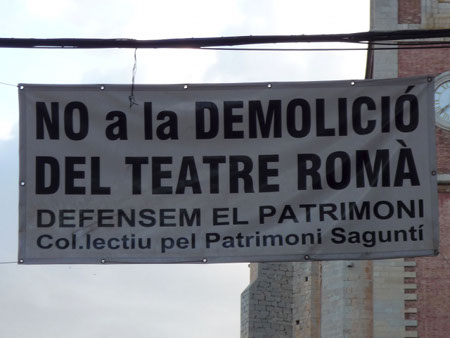 NO a la DEMOLICIÓ
DEL TEATRE ROMÀ
DEFENSEM EL PATRIMONI
Col.lectiu pel Patrimoni Saguntí